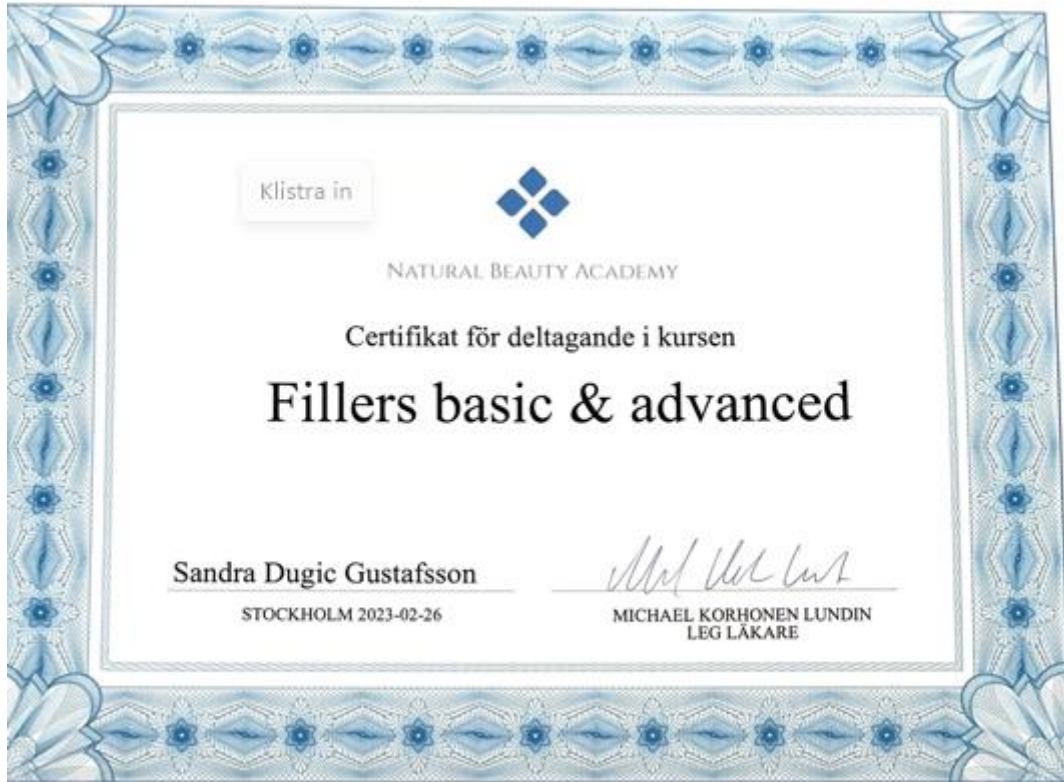 Klistra in
NATURAL BEAUTY ACADEMY
Certifikat för deltagande i kursen
Fillers basic & advanced
Sandra Dugic Gustafsson
STOCKHOLM 2023-02-26
MICHAEL KORHONEN LUNDIN
LEG LÄKARE